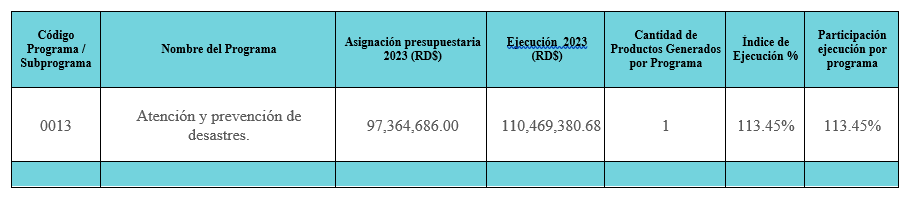 Código
Programa /
Subprograma
Nombre del Programa
Asignación presupuestaria
2023 (RD$)
Ejecución 2023
(RD$)
Cantidad de
Productos Generados
por Programa
Índice de
Ejecución %
Participación
ejecución por
programa
0013
Atención y prevención de
desastres.
97,364,686.00
110,469,380.68
1
113.45%
113.45%